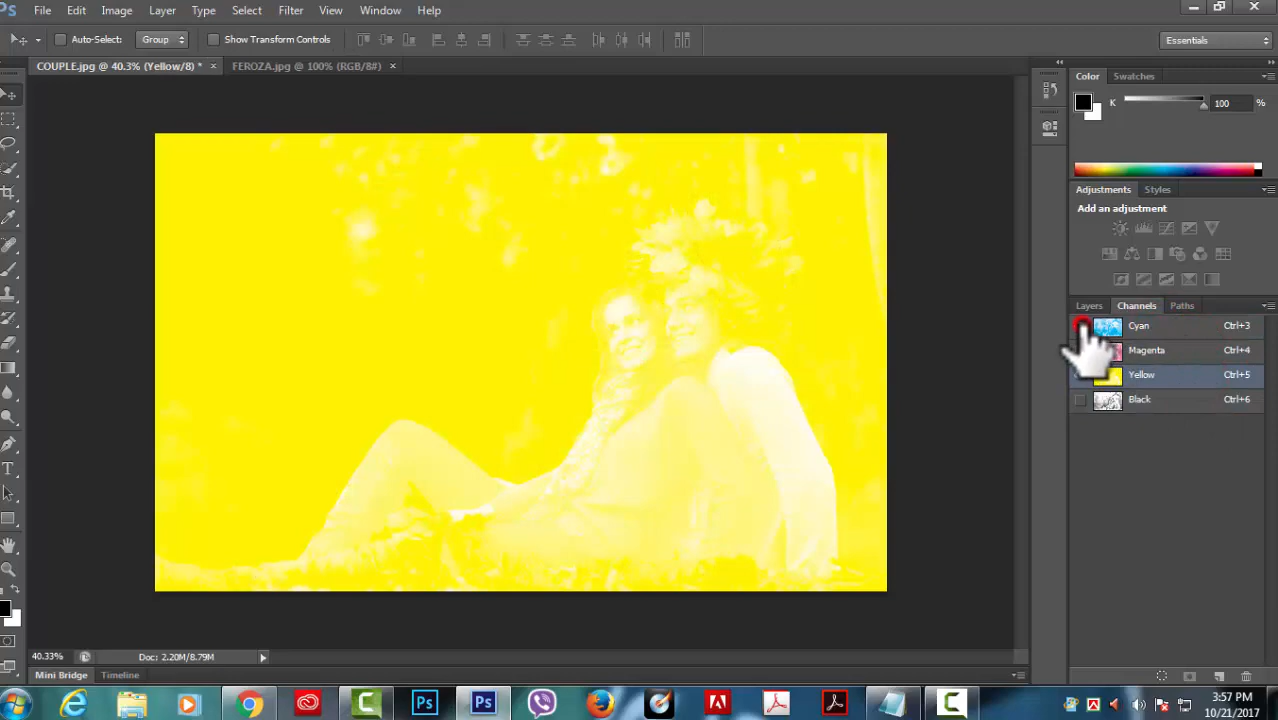 Ps File Edit Image Layer Type Select Filter View Window Help
Auto-Select: Group Show Transform Controls Essentials
COUPLE.jpg @ 40.3% (Yellow/8) * × FEROZA.jpg @ 100% (RGB/8#) ×
Color Swatches
K 100 %
Adjustments Styles
Add an adjustment
Layers Channels Paths
Cyan Ctrl+3
Magenta Ctrl+4
Yellow Ctrl+5
Black Ctrl+6
40.33% Doc: 2.20M/8.79M
Mini Bridge Timeline
Ps Ps
3:57 PM
10/21/2017